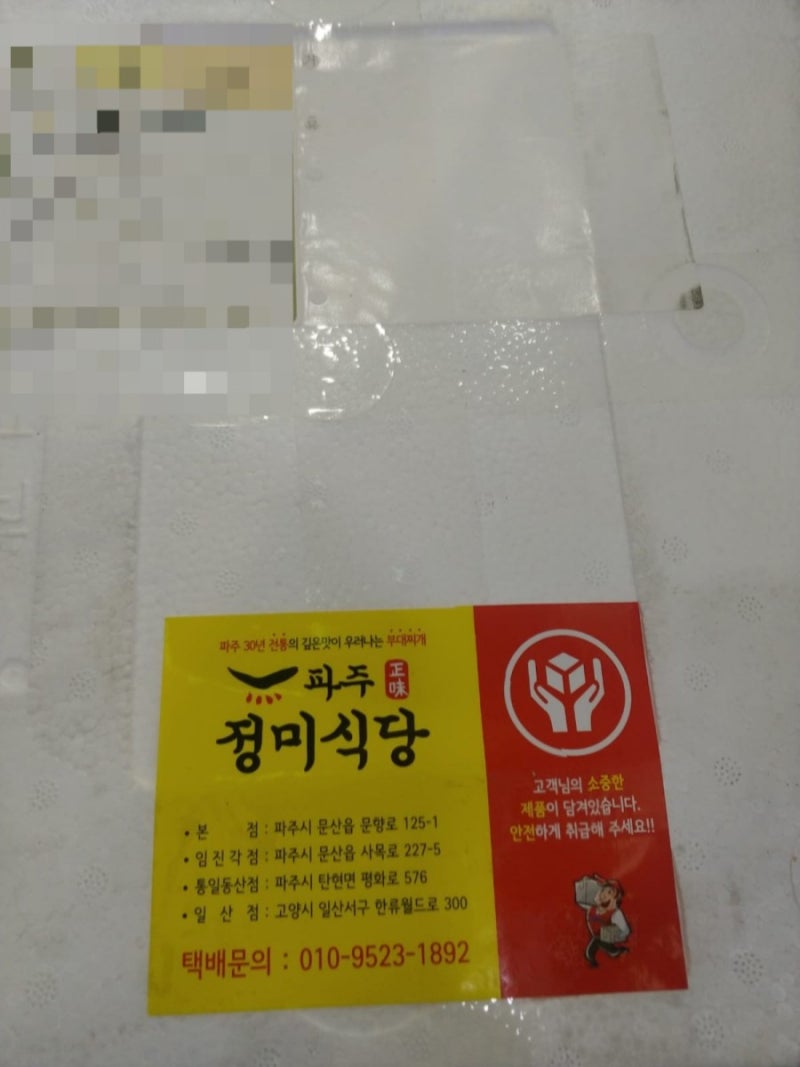 파주 30년 전통의 깊은맛이 우러나는 부대찌개
파주 正味
정미식당
• 본 점 : 파주시 문산읍 문향로 125-1
• 임진각점 : 파주시 문산읍 사목로 227-5
• 통일동산점 : 파주시 탄현면 평화로 576
• 일 산 점 : 고양시 일산서구 한류월드로 300
택배문의 : 010-9523-1892
고객님의 소중한
제품이 담겨있습니다.
안전하게 취급해 주세요!!